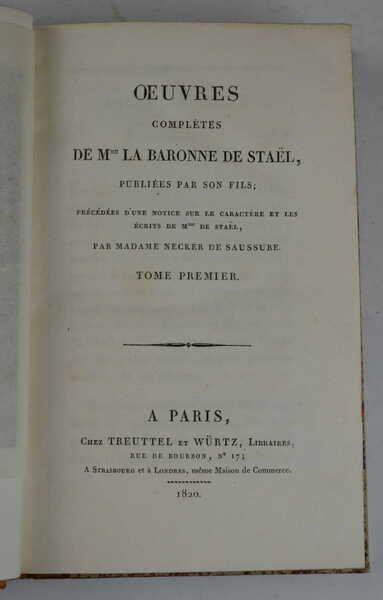 OEUVRES
COMPLÈTES
DE Mme LA BARONNE DE STAËL,
PUBLIÉES PAR SON FILS;
PRÉCÉDÉES D'UNE NOTICE SUR LE CARACTÈRE ET LES
ÉCRITS DE Mme DE STAËL,
PAR MADAME NECKER DE SAUSSURE.
TOME PREMIER.
A PARIS,
CHEZ TREUTTEL ET WÜRTZ, LIBRAIRES,
RUE DE BOURBON, No 17;
A STRASBOURG et à LONDRES, même Maison de Commerce.
1820.